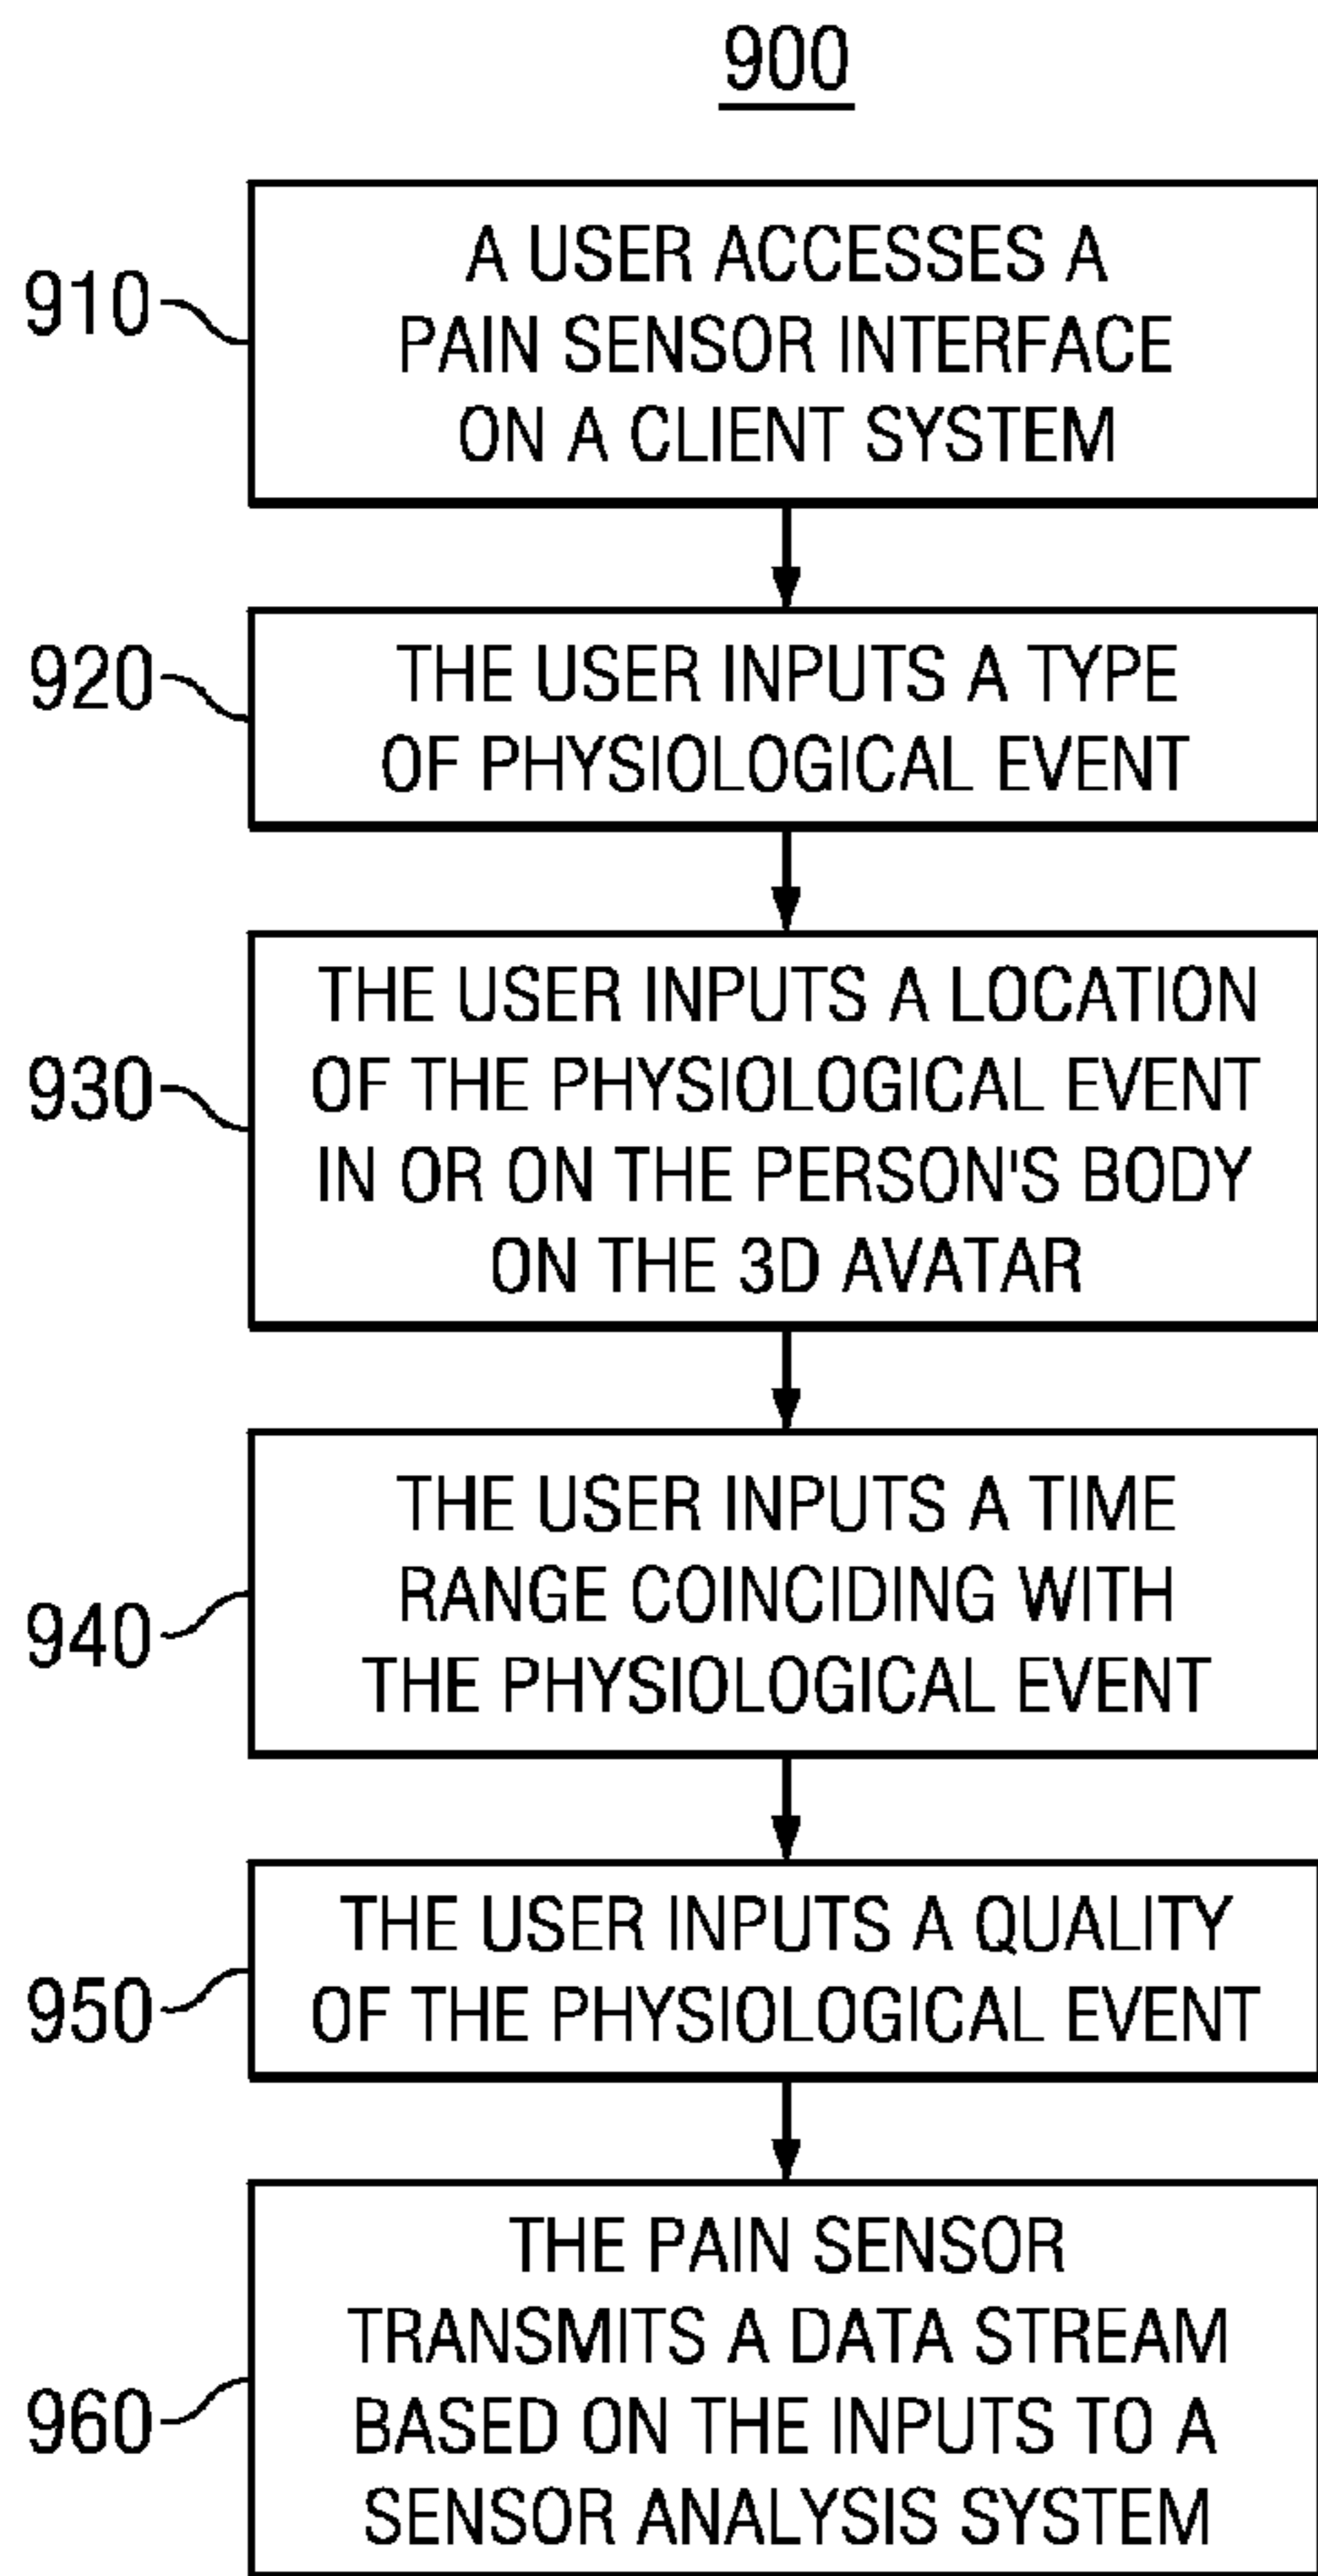 900
910
A USER ACCESSES A
PAIN SENSOR INTERFACE
ON A CLIENT SYSTEM
920
THE USER INPUTS A TYPE
OF PHYSIOLOGICAL EVENT
930
THE USER INPUTS A LOCATION
OF THE PHYSIOLOGICAL EVENT
IN OR ON THE PERSON'S BODY
ON THE 3D AVATAR
940
THE USER INPUTS A TIME
RANGE COINCIDING WITH
THE PHYSIOLOGICAL EVENT
950
THE USER INPUTS A QUALITY
OF THE PHYSIOLOGICAL EVENT
960
THE PAIN SENSOR
TRANSMITS A DATA STREAM
BASED ON THE INPUTS TO A
SENSOR ANALYSIS SYSTEM